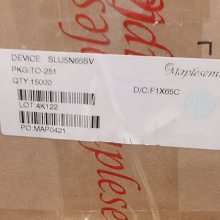 DEVICE: SLU5N65SV
Maplesemi
PKG:TO-251
QTY:15000
D/C:F1X65C
LOT:4K122
PO:MAP0421